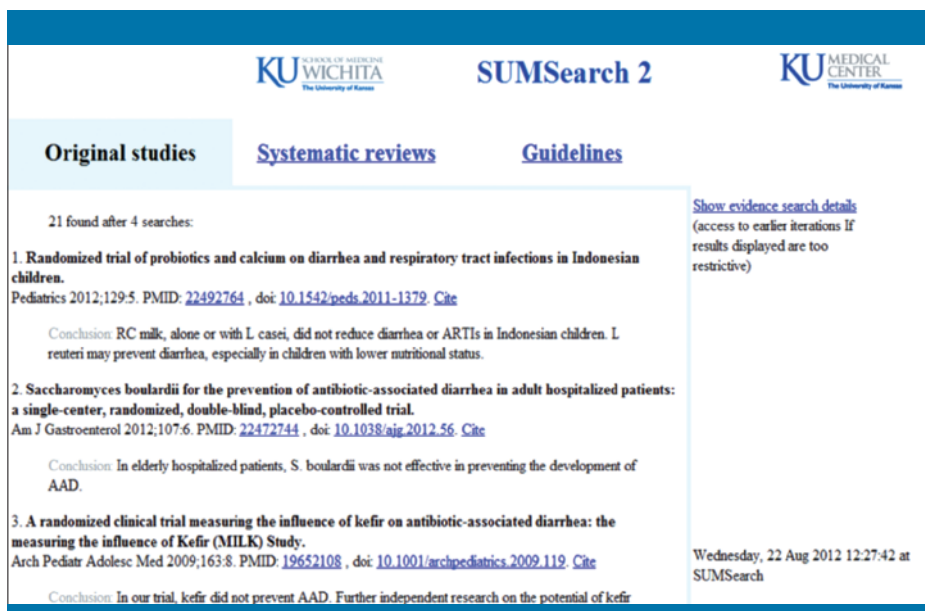 KU SCHOOL OF MEDICINE
WICHITA
The University of Kansas
SUMSearch 2
KU MEDICAL
CENTER
The University of Kansas
Original studies
Systematic reviews
Guidelines
21 found after 4 searches:
1. Randomized trial of probiotics and calcium on diarrhea and respiratory tract infections in Indonesian
children.
Pediatrics 2012;129:5. PMID: 22492764 , doi: 10.1542/peds.2011-1379. Cite
Conclusion: RC milk, alone or with L casei, did not reduce diarrhea or ARTIs in Indonesian children. L
reuteri may prevent diarrhea, especially in children with lower nutritional status.
2. Saccharomyces boulardii for the prevention of antibiotic-associated diarrhea in adult hospitalized patients:
a single-center, randomized, double-blind, placebo-controlled trial.
Am J Gastroenterol 2012;107:6. PMID: 22472744 , doi: 10.1038/ajg.2012.56. Cite
Conclusion: In elderly hospitalized patients, S. boulardii was not effective in preventing the development of
AAD.
3. A randomized clinical trial measuring the influence of kefir on antibiotic-associated diarrhea: the
measuring the influence of Kefir (MILK) Study.
Arch Pediatr Adolesc Med 2009;163:8. PMID: 19652108 , doi: 10.1001/archpediatrics.2009.119. Cite
Conclusion: In our trial, kefir did not prevent AAD. Further independent research on the potential of kefir
Show evidence search details
(access to earlier iterations If
results displayed are too
restrictive)
Wednesday, 22 Aug 2012 12:27:42 at
SUMSearch